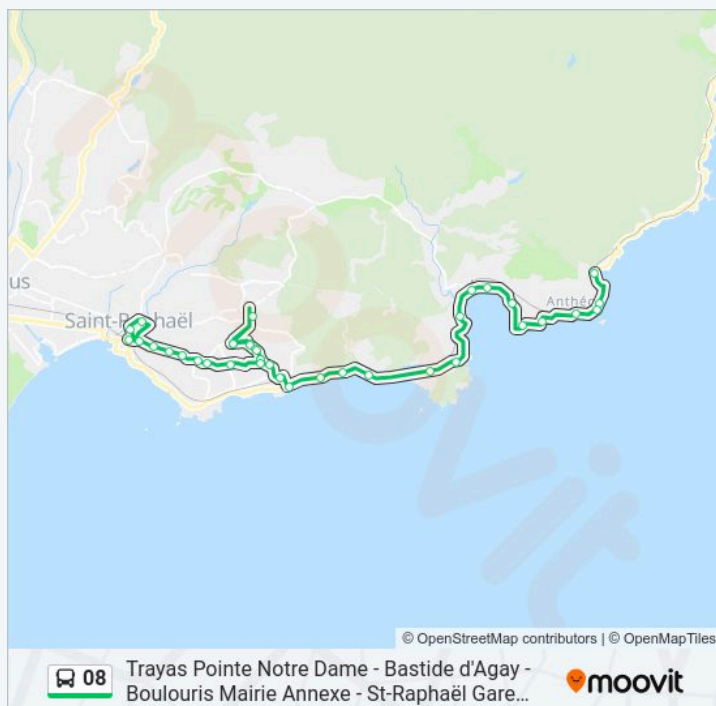 us
Saint-Raphaël
Anthéo
© OpenStreetMap contributors | © OpenMapTiles
08
Trayas Pointe Notre Dame - Bastide d'Agay -
Boulouris Mairie Annexe - St-Raphaël Gare...
moovit